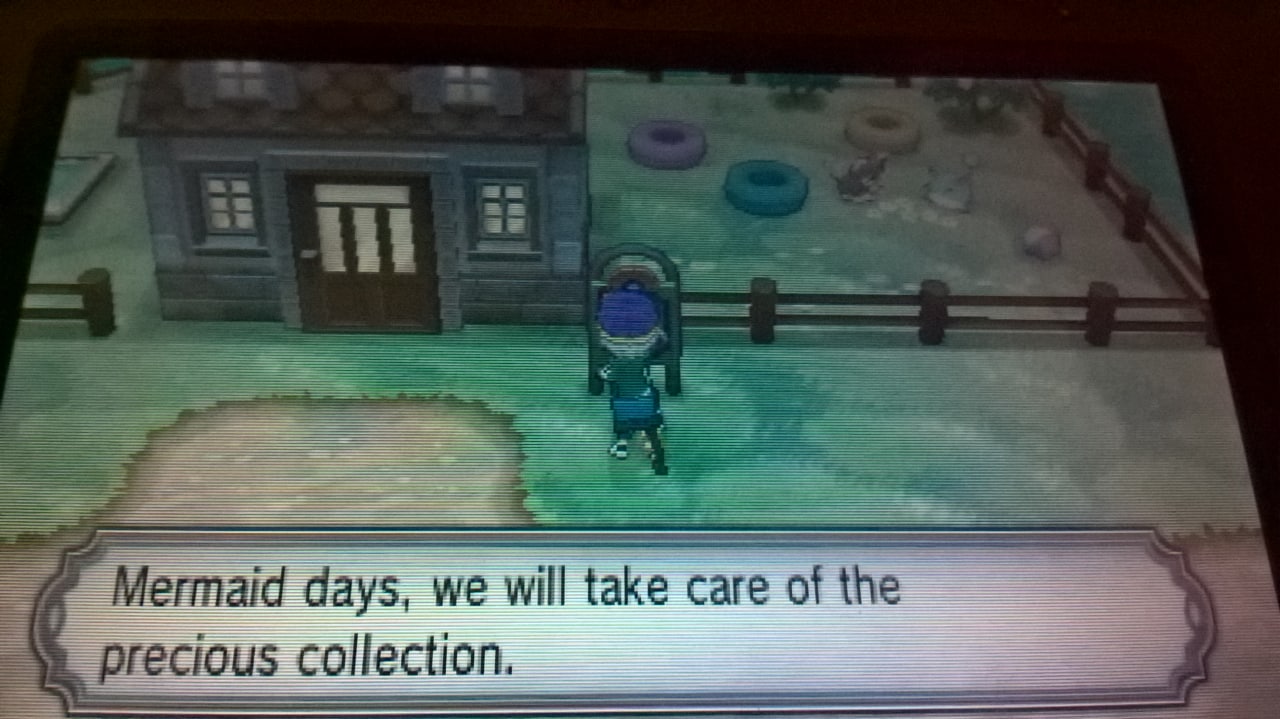 Mermaid days, we will take care of the
precious collection.